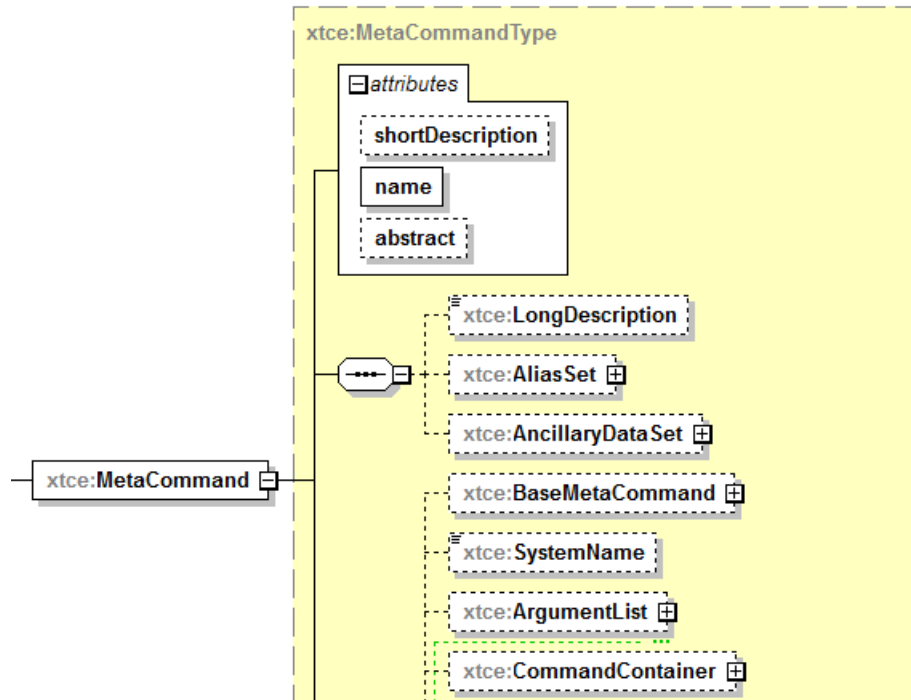 xtce:MetaCommandType
attributes
shortDescription
name
abstract
xtce:LongDescription
xtce:AliasSet
xtce:AncillaryDataSet
xtce:MetaCommand
xtce:BaseMetaCommand
xtce:SystemName
xtce:ArgumentList
xtce:CommandContainer